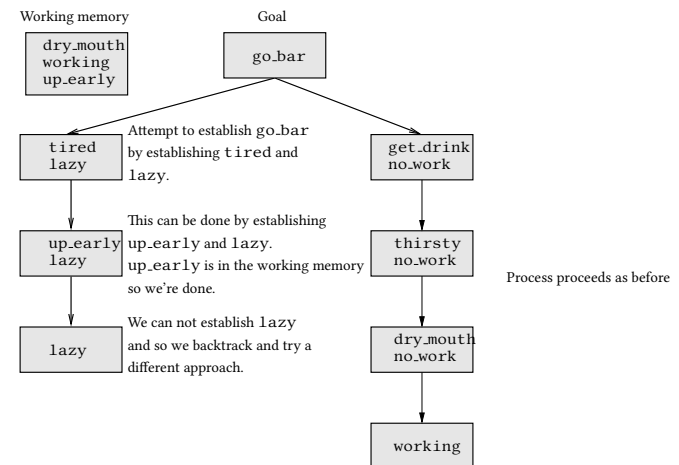 Working memory
Goal
dry_mouth
working
up_early
go_bar
tired
lazy
Attempt to establish go_bar
by establishing tired and
lazy.
get_drink
no_work
up_early
lazy
This can be done by establishing
up_early and lazy.
up_early is in the working memory
so we're done.
thirsty
no_work
Process proceeds as before
lazy
We can not establish lazy
and so we backtrack and try a
different approach.
dry_mouth
no_work
working